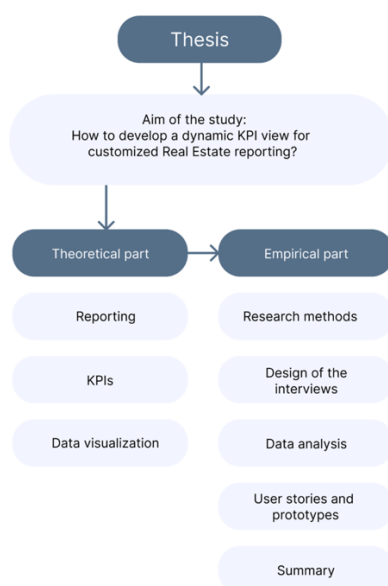 Thesis
Aim of the study:
How to develop a dynamic KPI view for
customized Real Estate reporting?
Theoretical part
Empirical part
Reporting
Research methods
KPIs
Design of the
interviews
Data visualization
Data analysis
User stories and
prototypes
Summary